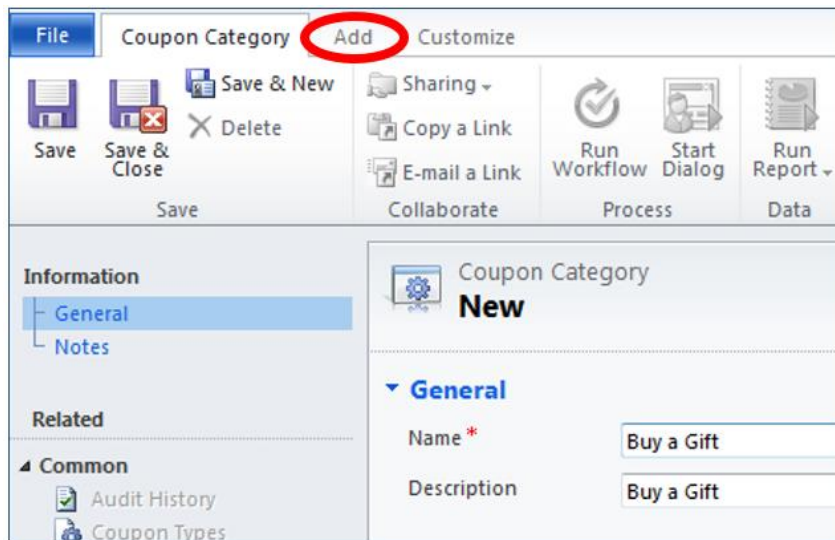 File Coupon Category Add Customize
Save
Save & Close
Save & New
Delete
Save
Sharing
Copy a Link
E-mail a Link
Collaborate
Run Workflow
Start Dialog
Process
Run Report
Data
Information
General
Notes
Related
Common
Audit History
Coupon Types
Coupon Category
New
General
Name * Buy a Gift
Description Buy a Gift